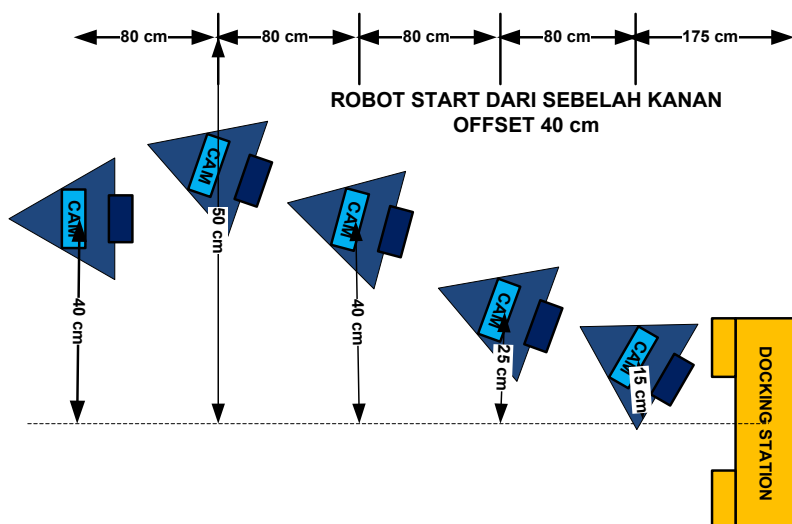 80 cm
80 cm
80 cm
80 cm
175 cm
ROBOT START DARI SEBELAH KANAN
OFFSET 40 cm
CAM
CAM
CAM
CAM
CAM
40 cm
50 cm
40 cm
25 cm
15 cm
DOCKING STATION